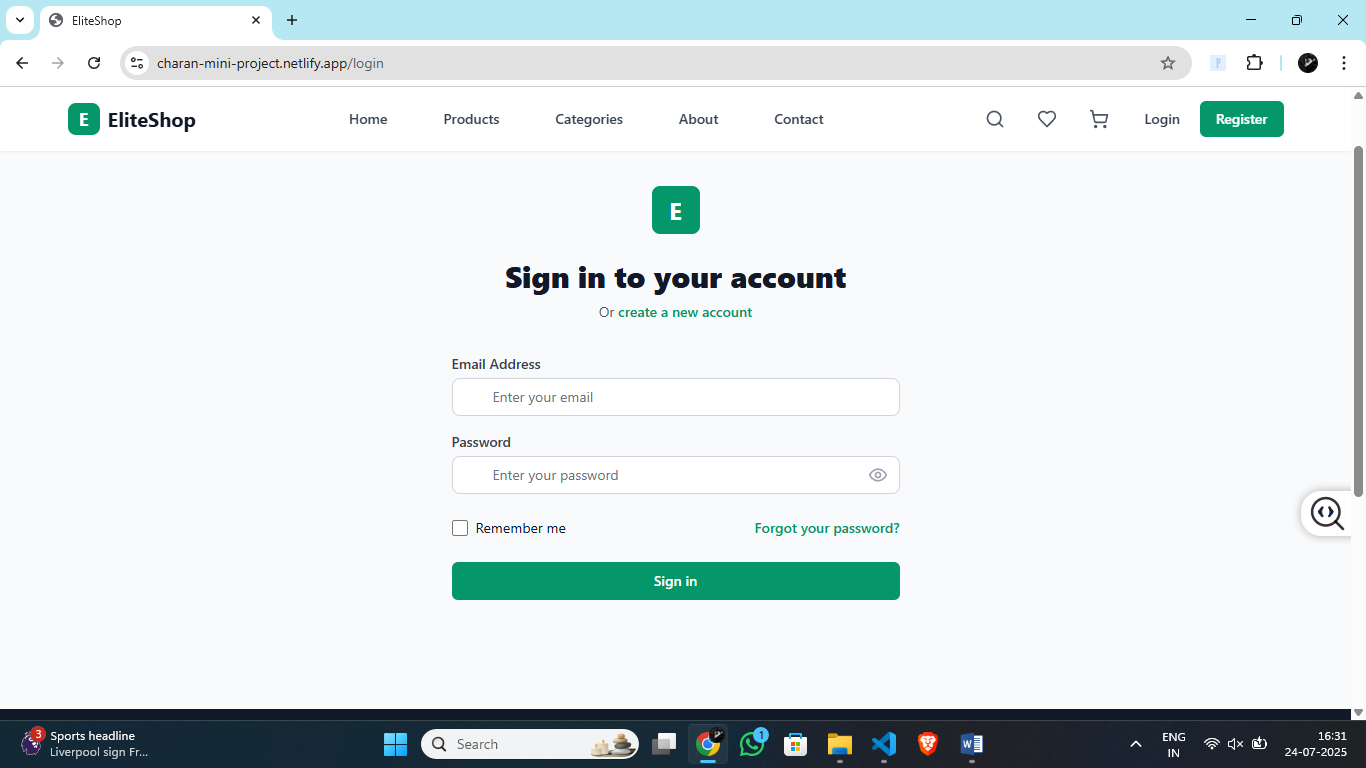 EliteShop
charan-mini-project.netlify.app/login
E EliteShop Home Products Categories About Contact Login Register
E
Sign in to your account
Or create a new account
Email Address
Enter your email
Password
Enter your password
Remember me Forgot your password?
Sign in
3 Sports headline
Liverpool sign Fr...
Search
1
ENG
IN
16:31
24-07-2025